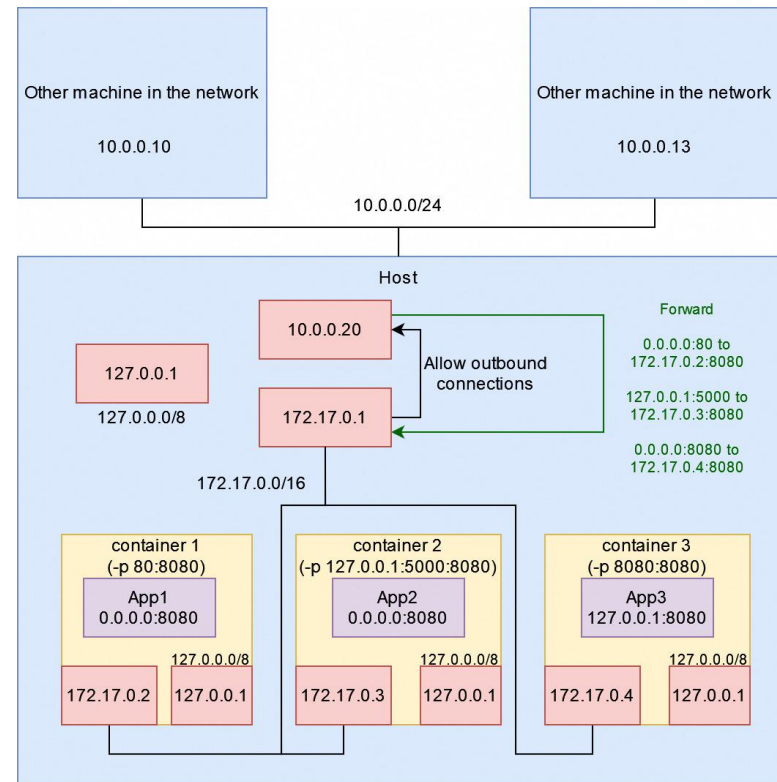 Other machine in the network
10.0.0.10
Other machine in the network
10.0.0.13
10.0.0.0/24
Host
10.0.0.20
127.0.0.1
127.0.0.0/8
Allow outbound
connections
172.17.0.1
Forward
0.0.0.0:80 to
172.17.0.2:8080
127.0.0.1:5000 to
172.17.0.3:8080
0.0.0.0:8080 to
172.17.0.4:8080
172.17.0.0/16
container 1
(-p 80:8080)
App1
0.0.0.0:8080
172.17.0.2
127.0.0.1
container 2
(-p 127.0.0.1:5000:8080)
App2
0.0.0.0:8080
127.0.0.0/8
172.17.0.3
127.0.0.1
container 3
(-p 8080:8080)
App3
127.0.0.1:8080
127.0.0.0/8
172.17.0.4
127.0.0.1
127.0.0.0/8